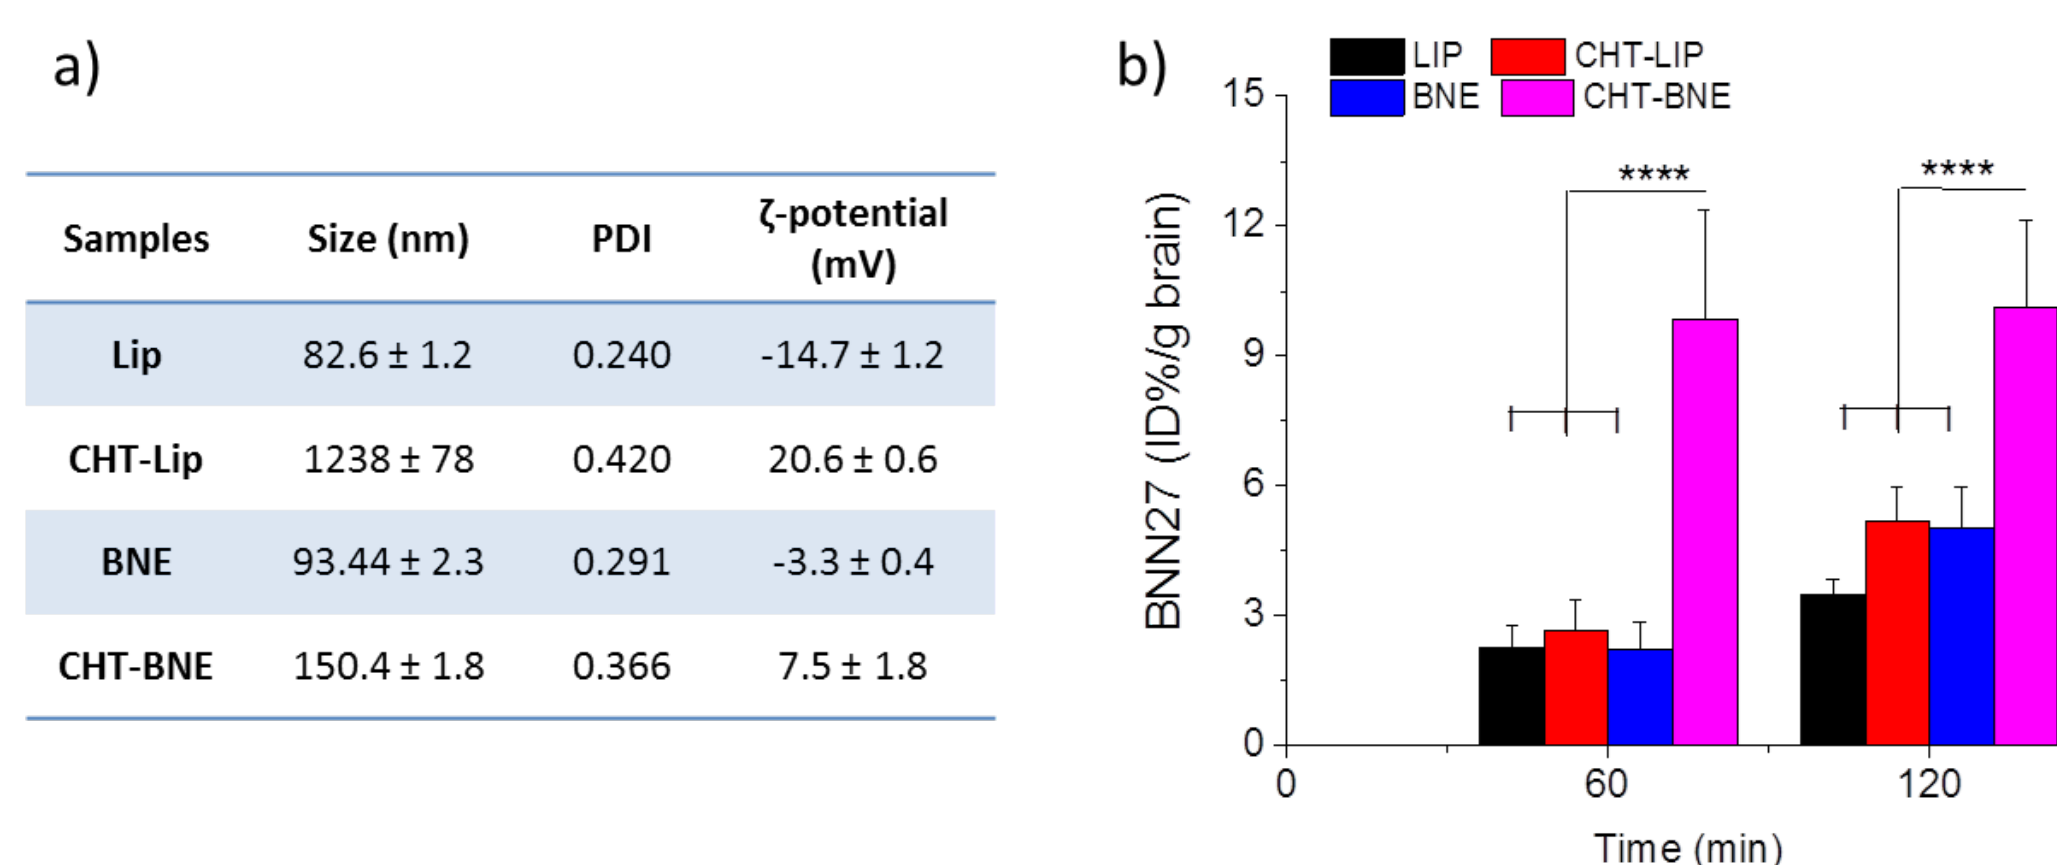 a)
Samples Size (nm) PDI ζ-potential
(mV)
Lip 82.6 ± 1.2 0.240 -14.7 ± 1.2
CHT-Lip 1238 ± 78 0.420 20.6 ± 0.6
BNE 93.44 ± 2.3 0.291 -3.3 ± 0.4
CHT-BNE 150.4 ± 1.8 0.366 7.5 ± 1.8
b)
LIP CHT-LIP
BNE CHT-BNE
BNN27 (ID%/g brain)
15
12
9
6
3
0
****
****
0 60 120
Time (min)